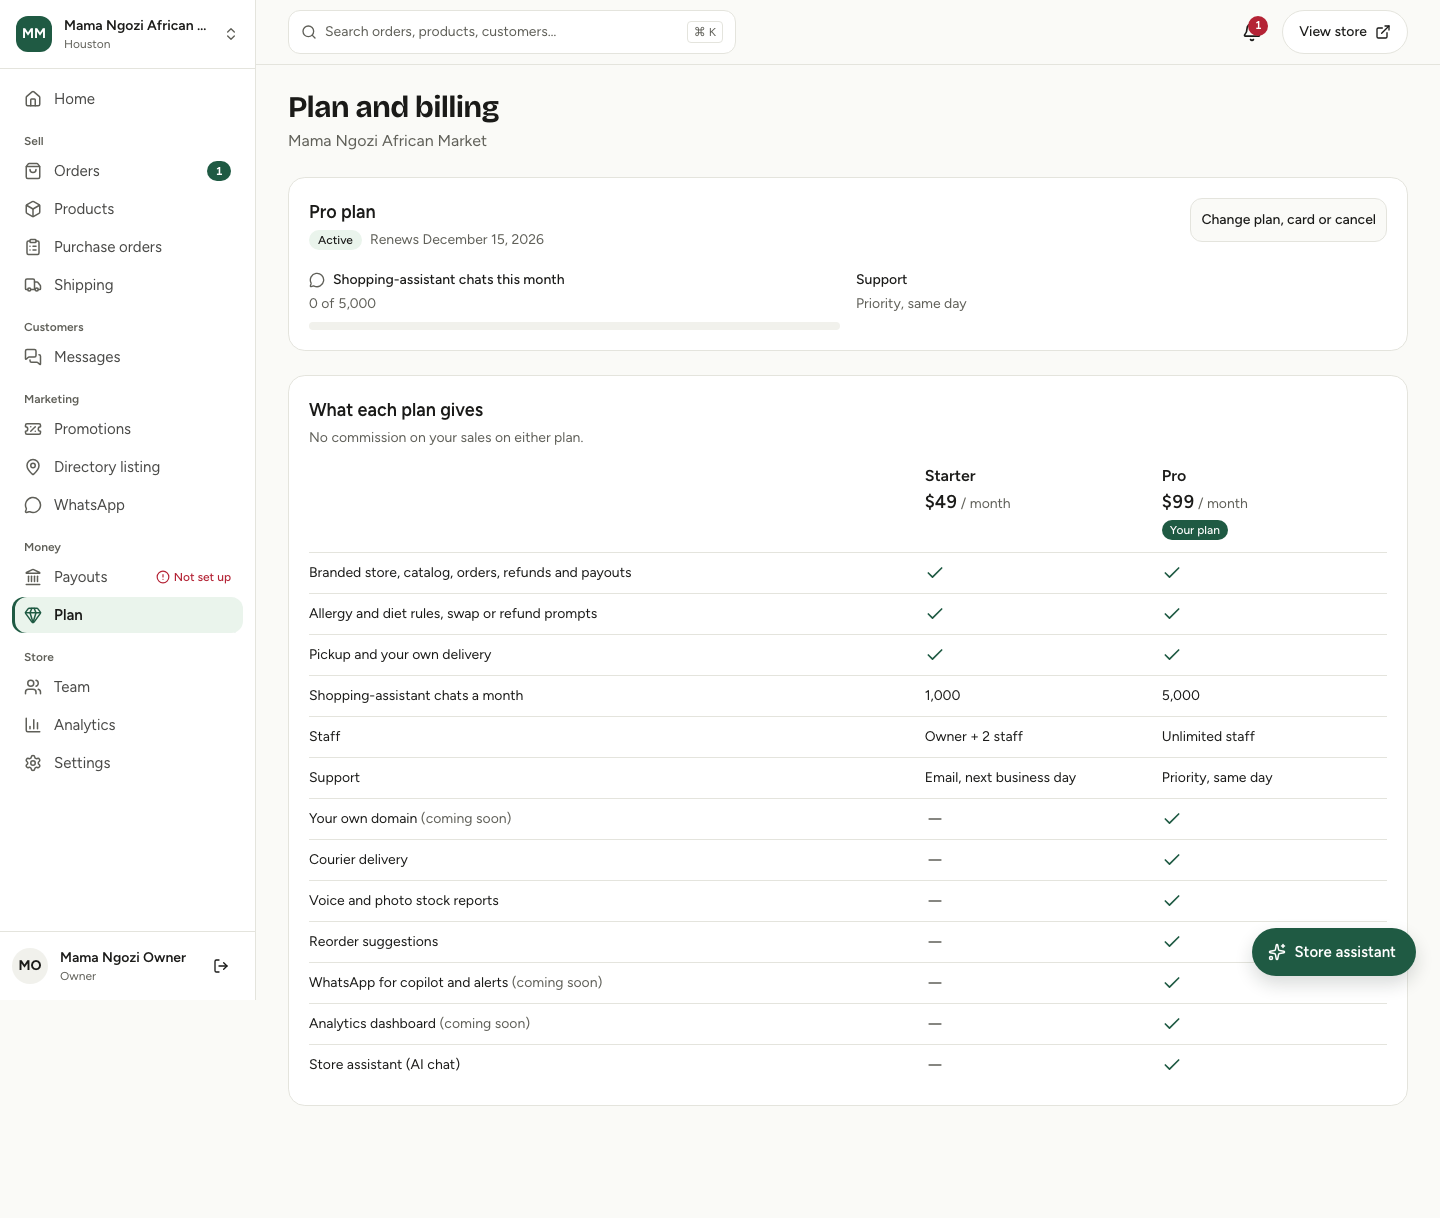 MM
Mama Ngozi African ...
Houston
Search orders, products, customers...
⌘ K
1
View store
Home
Sell
Orders
1
Products
Purchase orders
Shipping
Customers
Messages
Marketing
Promotions
Directory listing
WhatsApp
Money
Payouts
Not set up
Plan
Store
Team
Analytics
Settings
MO
Mama Ngozi Owner
Owner
Plan and billing
Mama Ngozi African Market
Pro plan
Active Renews December 15, 2026
Change plan, card or cancel
Shopping-assistant chats this month
0 of 5,000
Support
Priority, same day
What each plan gives
No commission on your sales on either plan.
Starter Pro
$49 / month $99 / month
Your plan
Branded store, catalog, orders, refunds and payouts
Allergy and diet rules, swap or refund prompts
Pickup and your own delivery
Shopping-assistant chats a month 1,000 5,000
Staff Owner + 2 staff Unlimited staff
Support Email, next business day Priority, same day
Your own domain (coming soon) —
Courier delivery —
Voice and photo stock reports —
Reorder suggestions —
WhatsApp for copilot and alerts (coming soon) —
Analytics dashboard (coming soon) —
Store assistant (AI chat) —
Store assistant